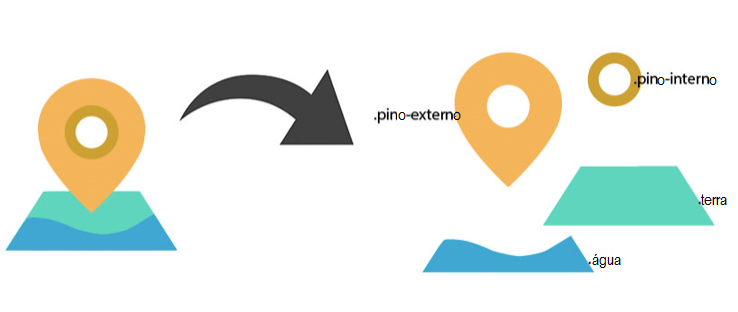 .pino-interno
.pino-externo
.terra
.água